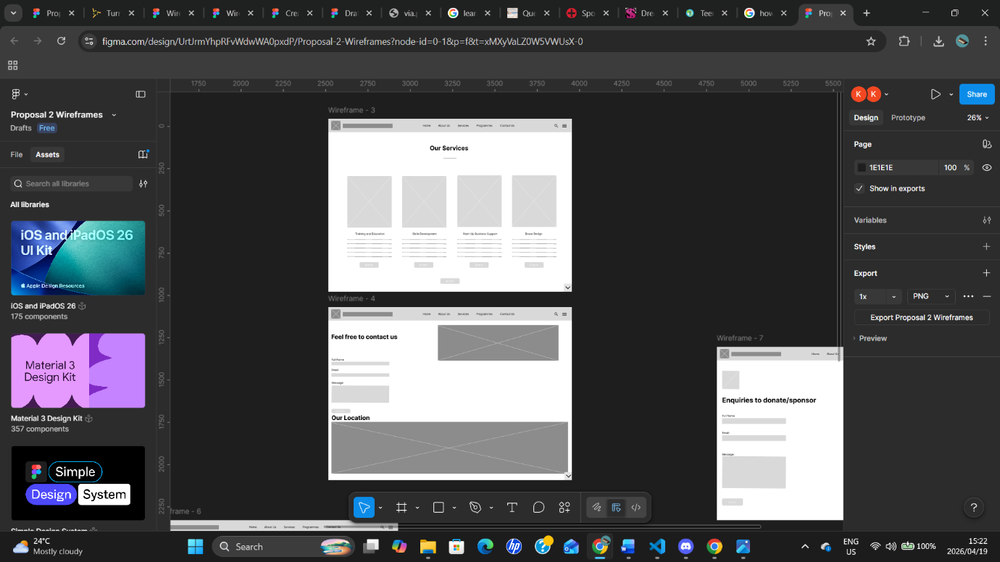 Prop
Turn
Wire
Wire
Crea
Draf
via.p
lear
Que
Spo
Dre
Teen
how
Prop
figma.com/design/UrtJrmYhpRFvWdwWA0pxdP/Proposal-2-Wireframes?node-id=0-1&p=f&t=xMXyVaLZ0W5VWUsX-0
1750 2000 2250 2500 2750 3000 3250 3500 3750 4000 4250 4500 4750 5000 5250 5500
0
250
500
750
1000
1250
1500
1750
2000
2250
Proposal 2 Wireframes
Drafts Free
File Assets
Search all libraries
All libraries
iOS and iPadOS 26
UI Kit
Apple Design Resources
iOS and iPadOS 26
175 components
Material 3
Design Kit
Material 3 Design Kit
357 components
Simple
Design System
Simple Design System
Wireframe - 3
Home About Us Services Programmes Contact Us
Our Services
Training and Education
Skills Development
Start-Up Business Support
Brand Design
Wireframe - 4
Home About Us Services Programmes Contact Us
Feel free to contact us
Full Name
Email
Message
Our Location
frame - 6
Home About Us Services Programmes Contact Us
Wireframe - 7
Home About Us
Enquiries to donate/sponsor
Full Name
Email
Message
K K
Share
Design Prototype 26%
Page
1E1E1E 100 %
Show in exports
Variables
Styles
Export
1x PNG
Export Proposal 2 Wireframes
Preview
?
24°C
Mostly cloudy
Search
ENG
US
100%
15:22
2026/04/19